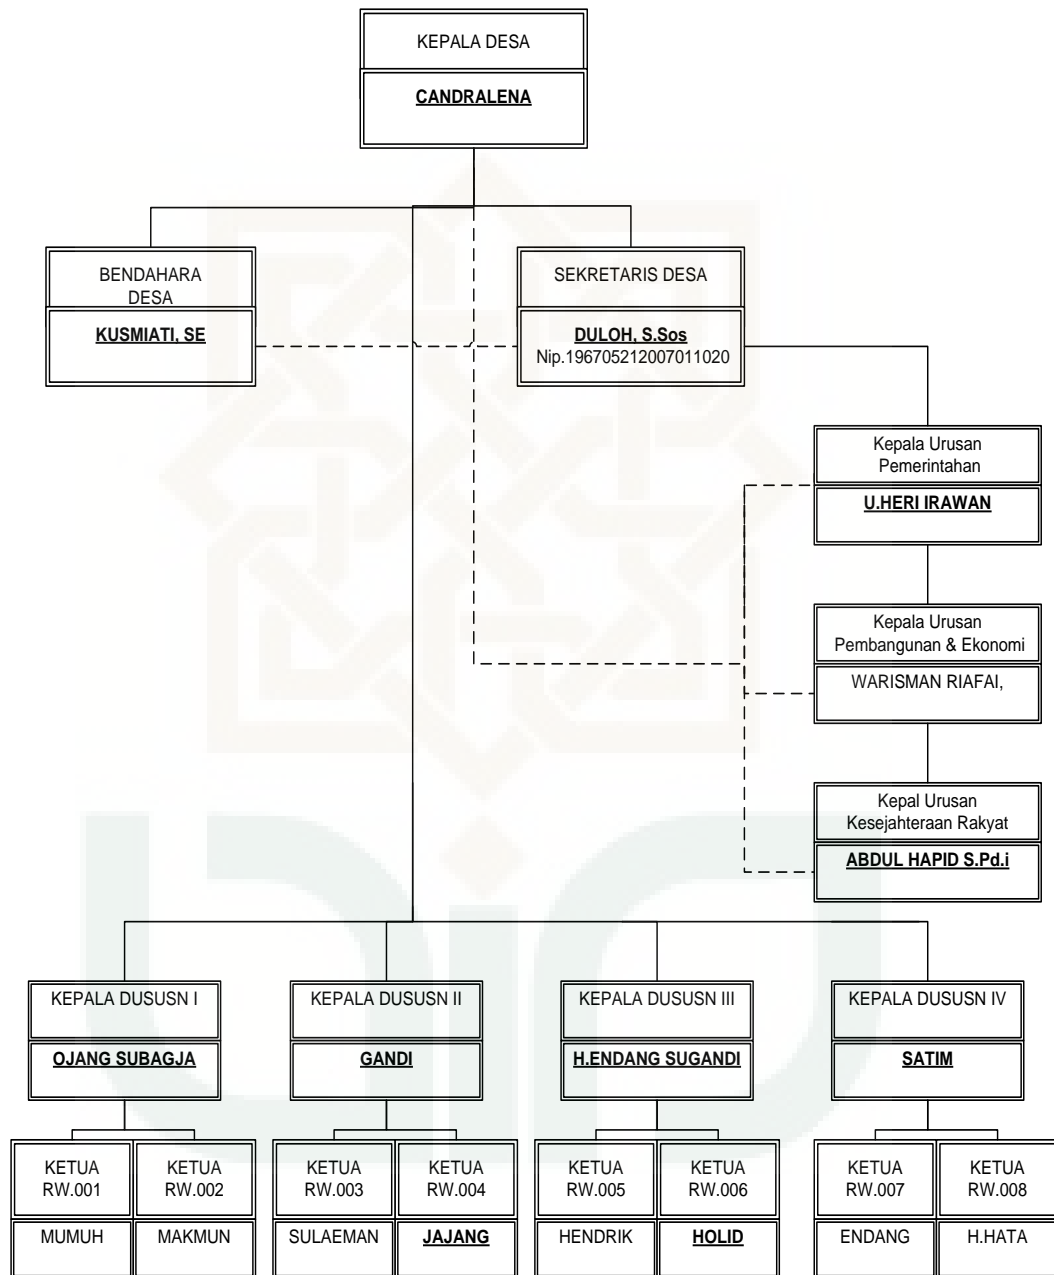 KEPALA DESA
CANDRALENA
BENDAHARA
DESA
KUSMIATI, SE
SEKRETARIS DESA
DULOH, S.Sos
Nip.196705212007011020
Kepala Urusan
Pemerintahan
U.HERI IRAWAN
Kepala Urusan
Pembangunan & Ekonomi
WARISMAN RIAFAI,
Kepal Urusan
Kesejahteraan Rakyat
ABDUL HAPID S.Pd.i
KEPALA DUSUSN I
OJANG SUBAGJA
KEPALA DUSUSN II
GANDI
KEPALA DUSUSN III
H.ENDANG SUGANDI
KEPALA DUSUSN IV
SATIM
KETUA
RW.001
MUMUH
KETUA
RW.002
MAKMUN
KETUA
RW.003
SULAEMAN
KETUA
RW.004
JAJANG
KETUA
RW.005
HENDRIK
KETUA
RW.006
HOLID
KETUA
RW.007
ENDANG
KETUA
RW.008
H.HATA